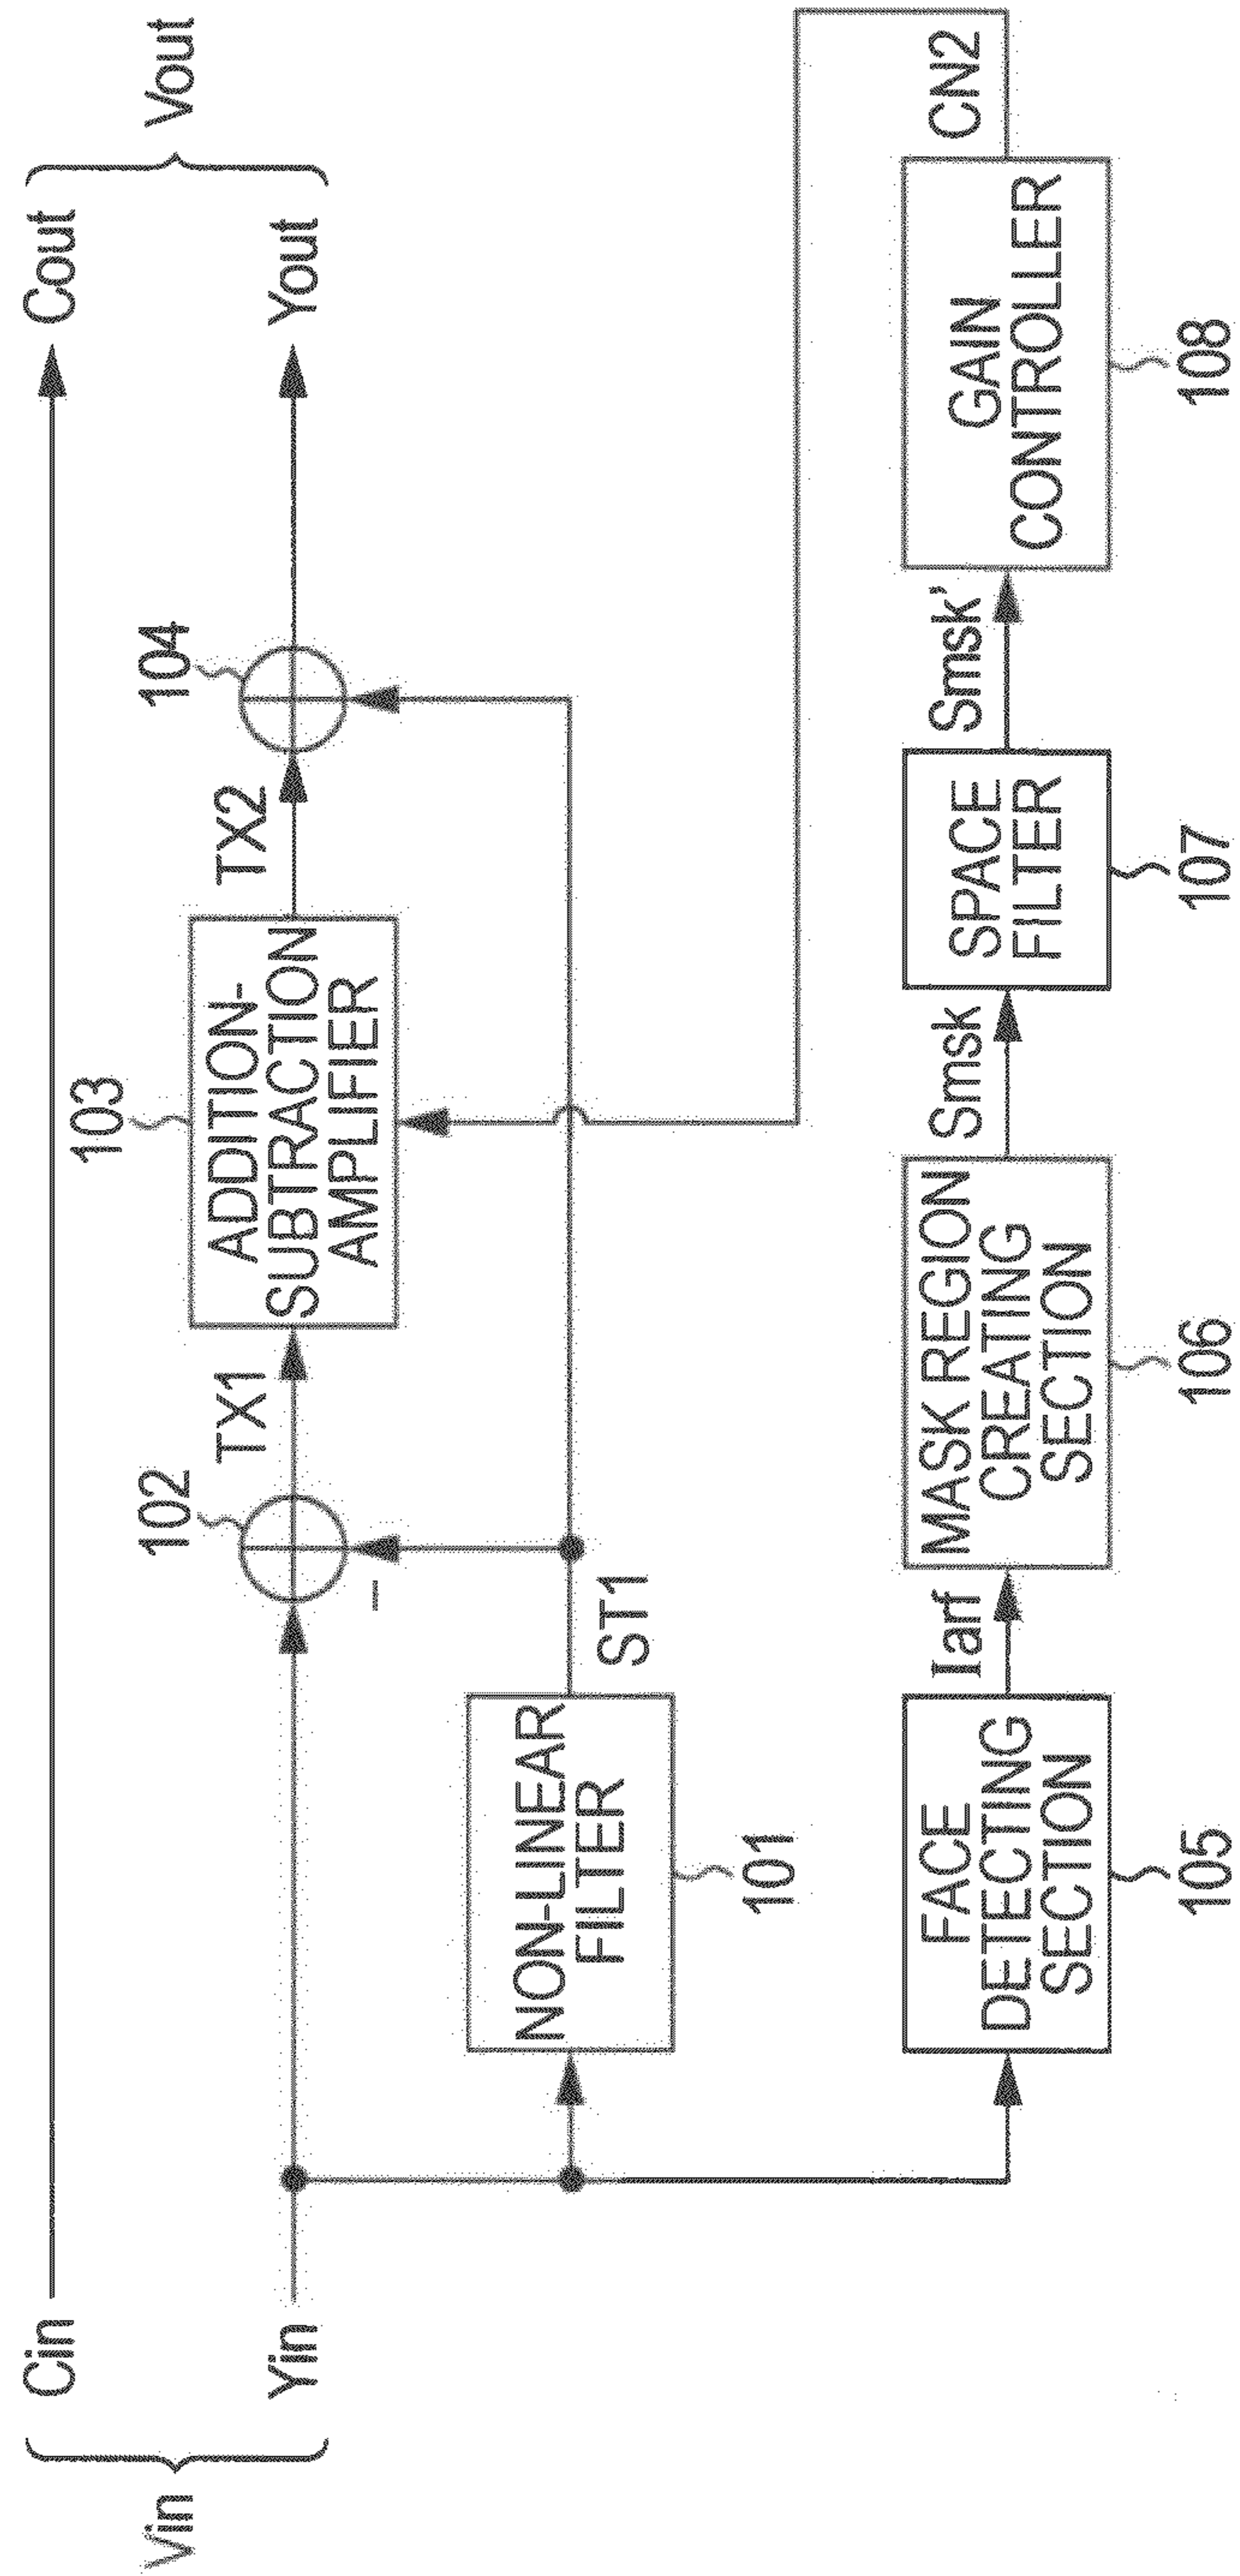 Vin
Cin
Yin
Cout
Yout
Vout
102
TX1
103
ADDITION-
SUBTRACTION
AMPLIFIER
TX2
104
NON-LINEAR
FILTER
101
ST1
–
FACE
DETECTING
SECTION
105
Iarf
MASK REGION
CREATING
SECTION
106
Smsk
SPACE
FILTER
107
Smsk'
GAIN
CONTROLLER
108
CN2